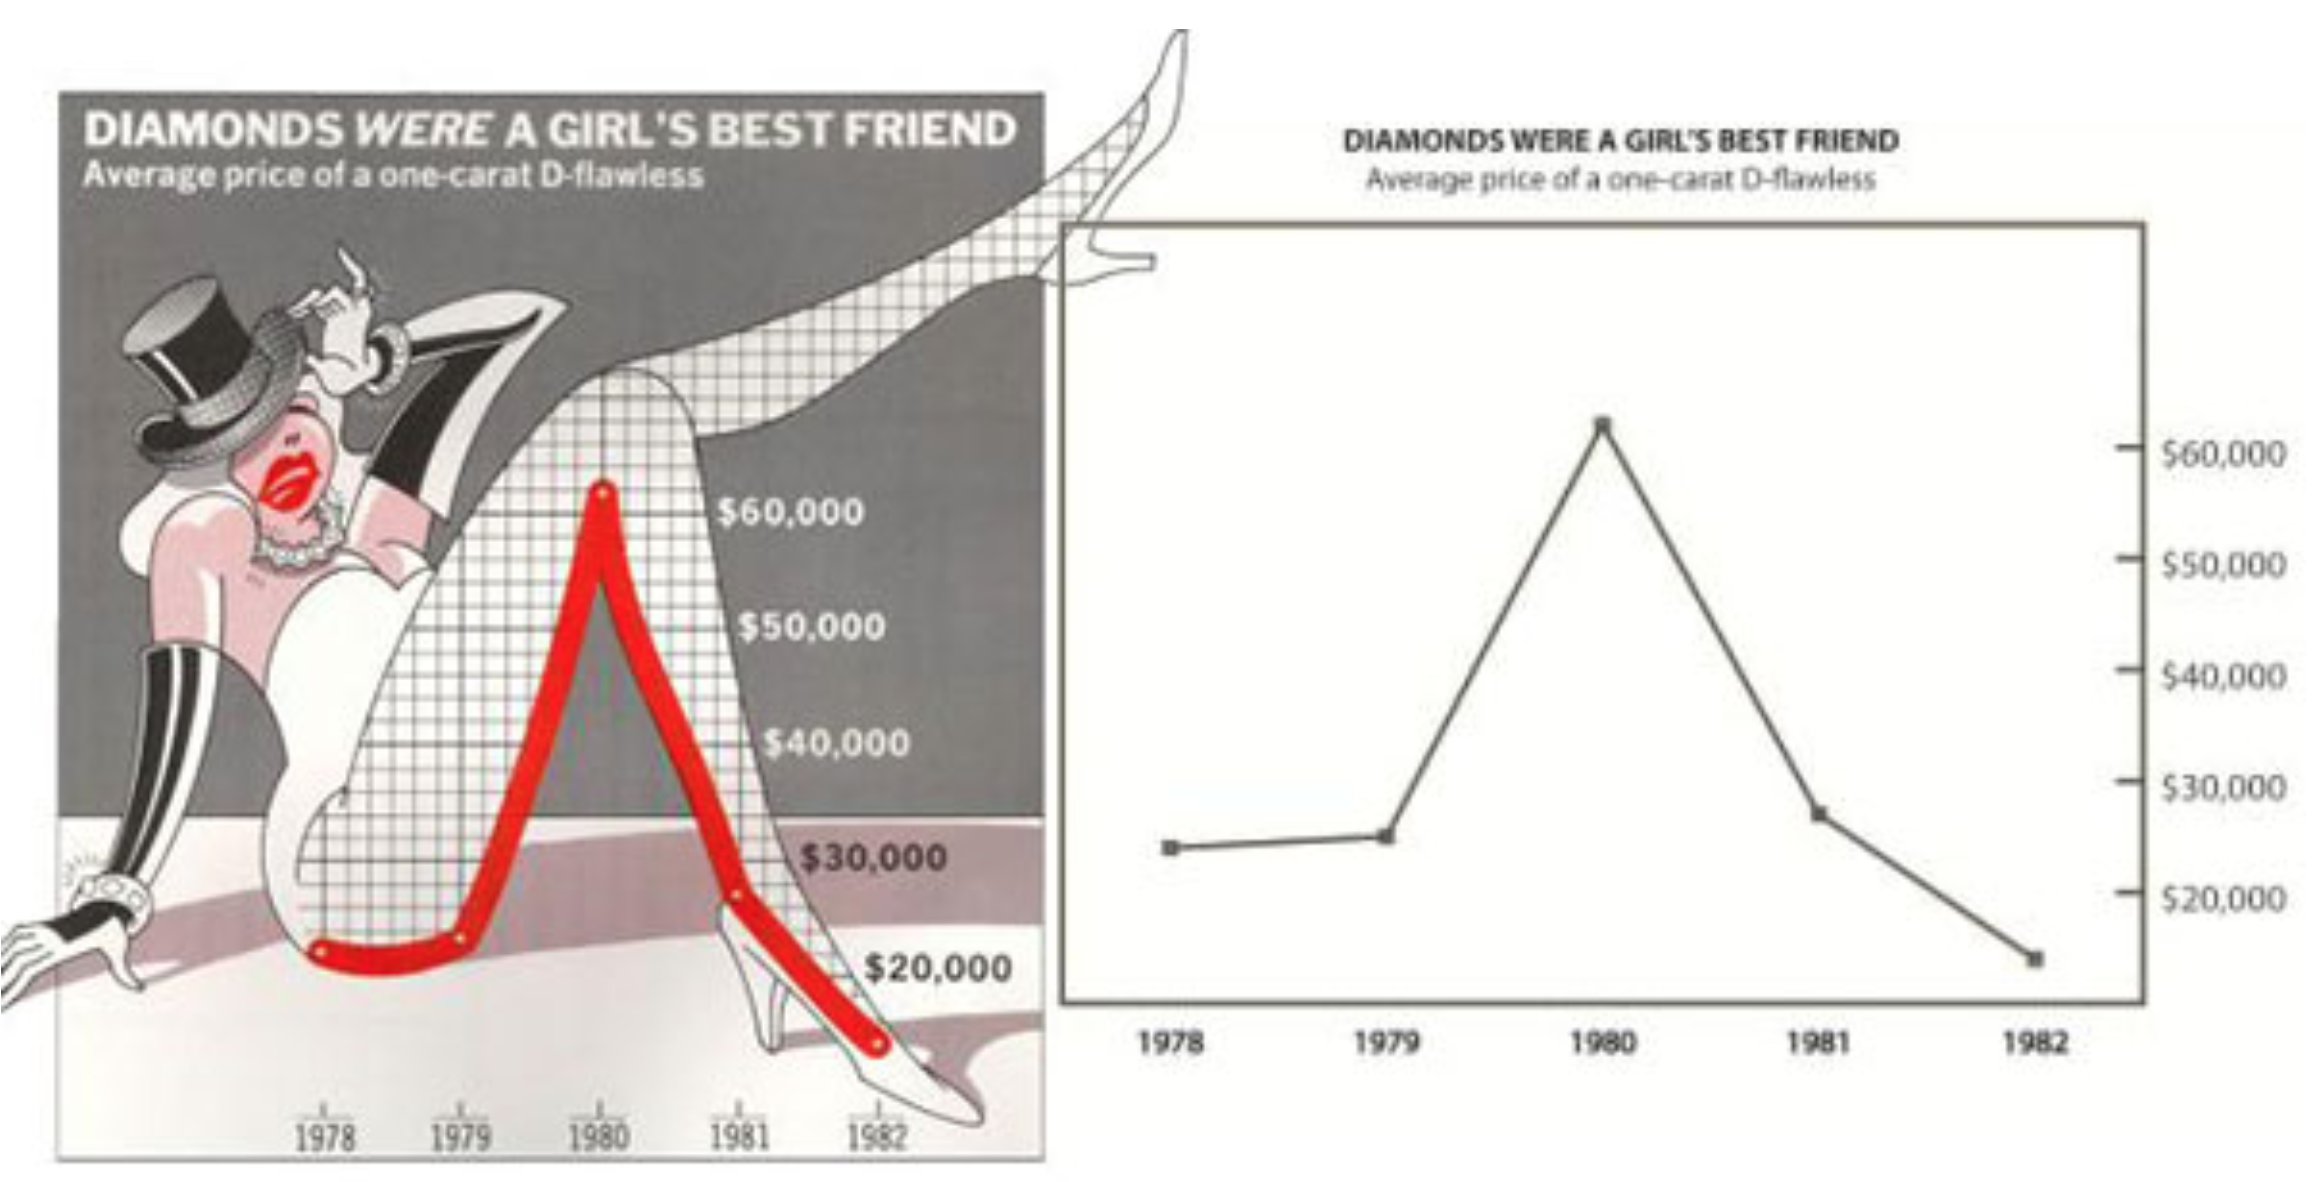 DIAMONDS WERE A GIRL'S BEST FRIEND
Average price of a one-carat D-flawless
$60,000
$50,000
$40,000
$30,000
$20,000
1978 1979 1980 1981 1982
DIAMONDS WERE A GIRL'S BEST FRIEND
Average price of a one-carat D-flawless
$60,000
$50,000
$40,000
$30,000
$20,000
1978 1979 1980 1981 1982